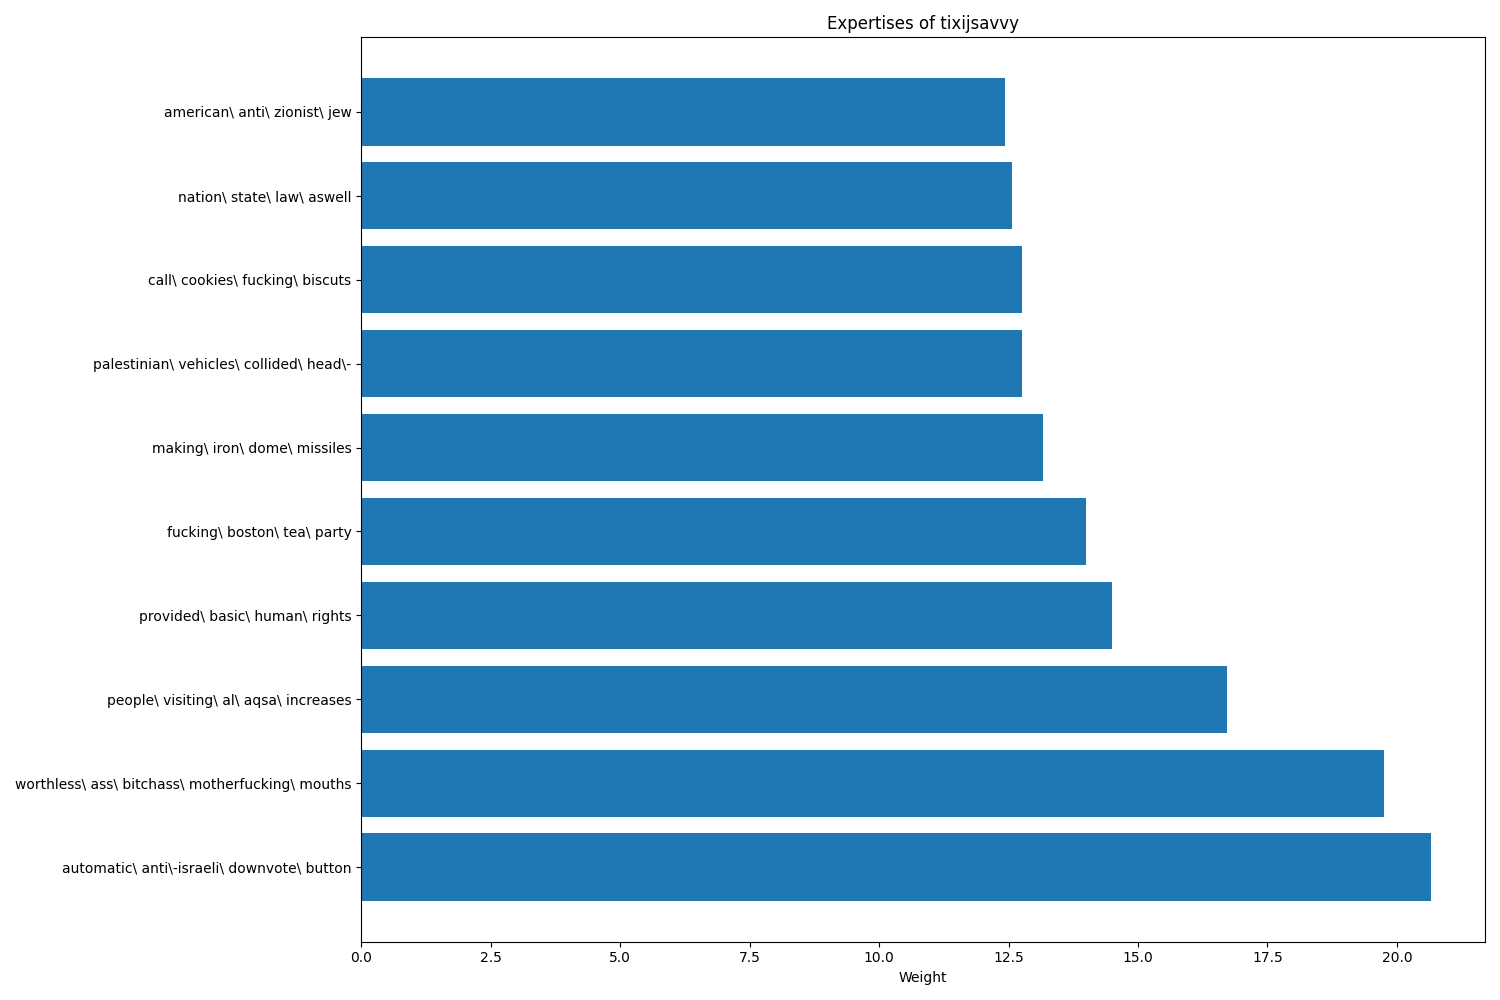 Expertises of tixijsavvy
american\ anti\ zionist\ jew
nation\ state\ law\ aswell
call\ cookies\ fucking\ biscuts
palestinian\ vehicles\ collided\ head\-
making\ iron\ dome\ missiles
fucking\ boston\ tea\ party
provided\ basic\ human\ rights
people\ visiting\ al\ aqsa\ increases
worthless\ ass\ bitchass\ motherfucking\ mouths
automatic\ anti\-israeli\ downvote\ button
0.0 2.5 5.0 7.5 10.0 12.5 15.0 17.5 20.0
Weight